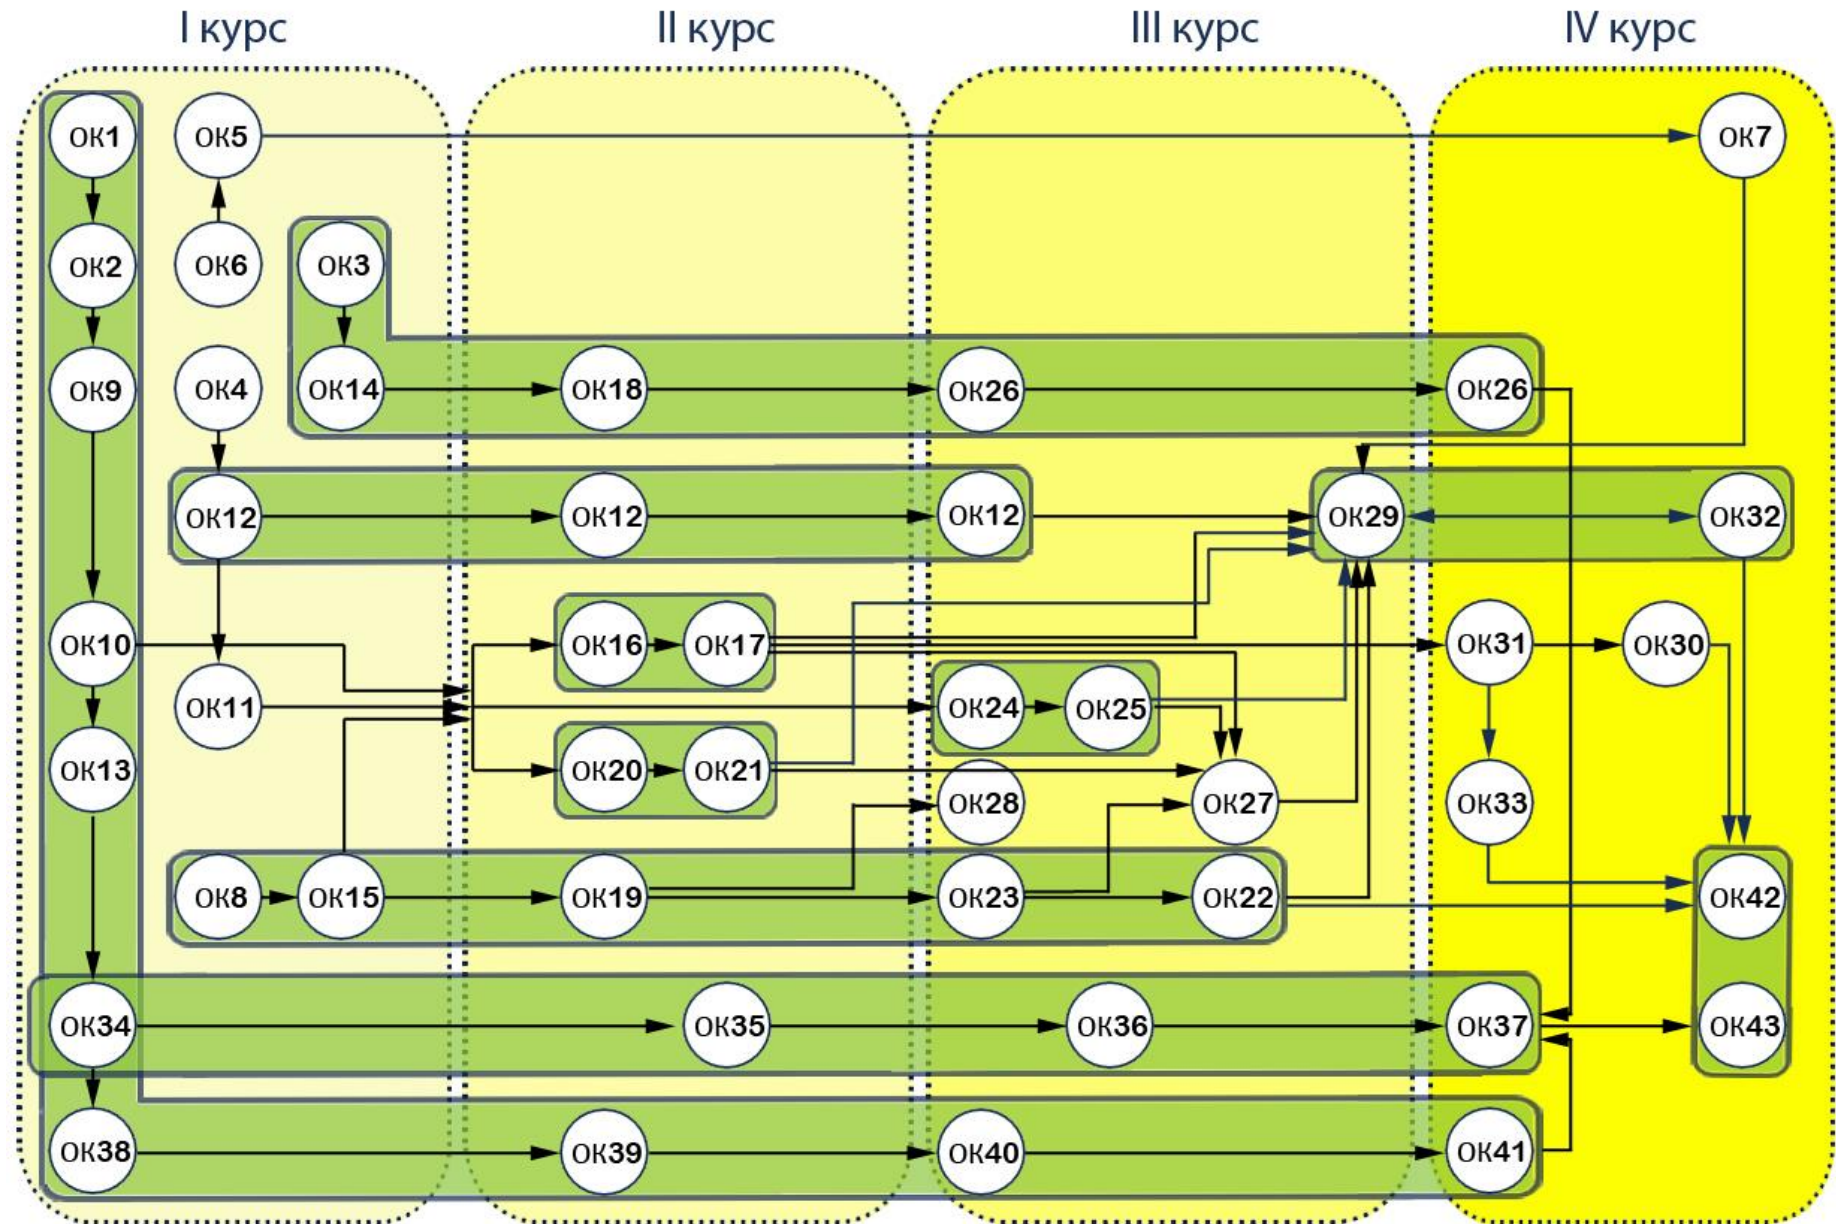 I курс II курс III курс IV курс
ОК1 ОК5 ОК7
ОК2 ОК6 ОК3
ОК9 ОК4 ОК14 ОК18 ОК26 ОК26
ОК12 ОК12 ОК12 ОК29 ОК32
ОК10 ОК16 ОК17 ОК31 ОК30
ОК11 ОК24 ОК25
ОК13 ОК20 ОК21
ОК28 ОК27 ОК33
ОК8 ОК15 ОК19 ОК23 ОК22 ОК42
ОК34 ОК35 ОК36 ОК37 ОК43
ОК38 ОК39 ОК40 ОК41